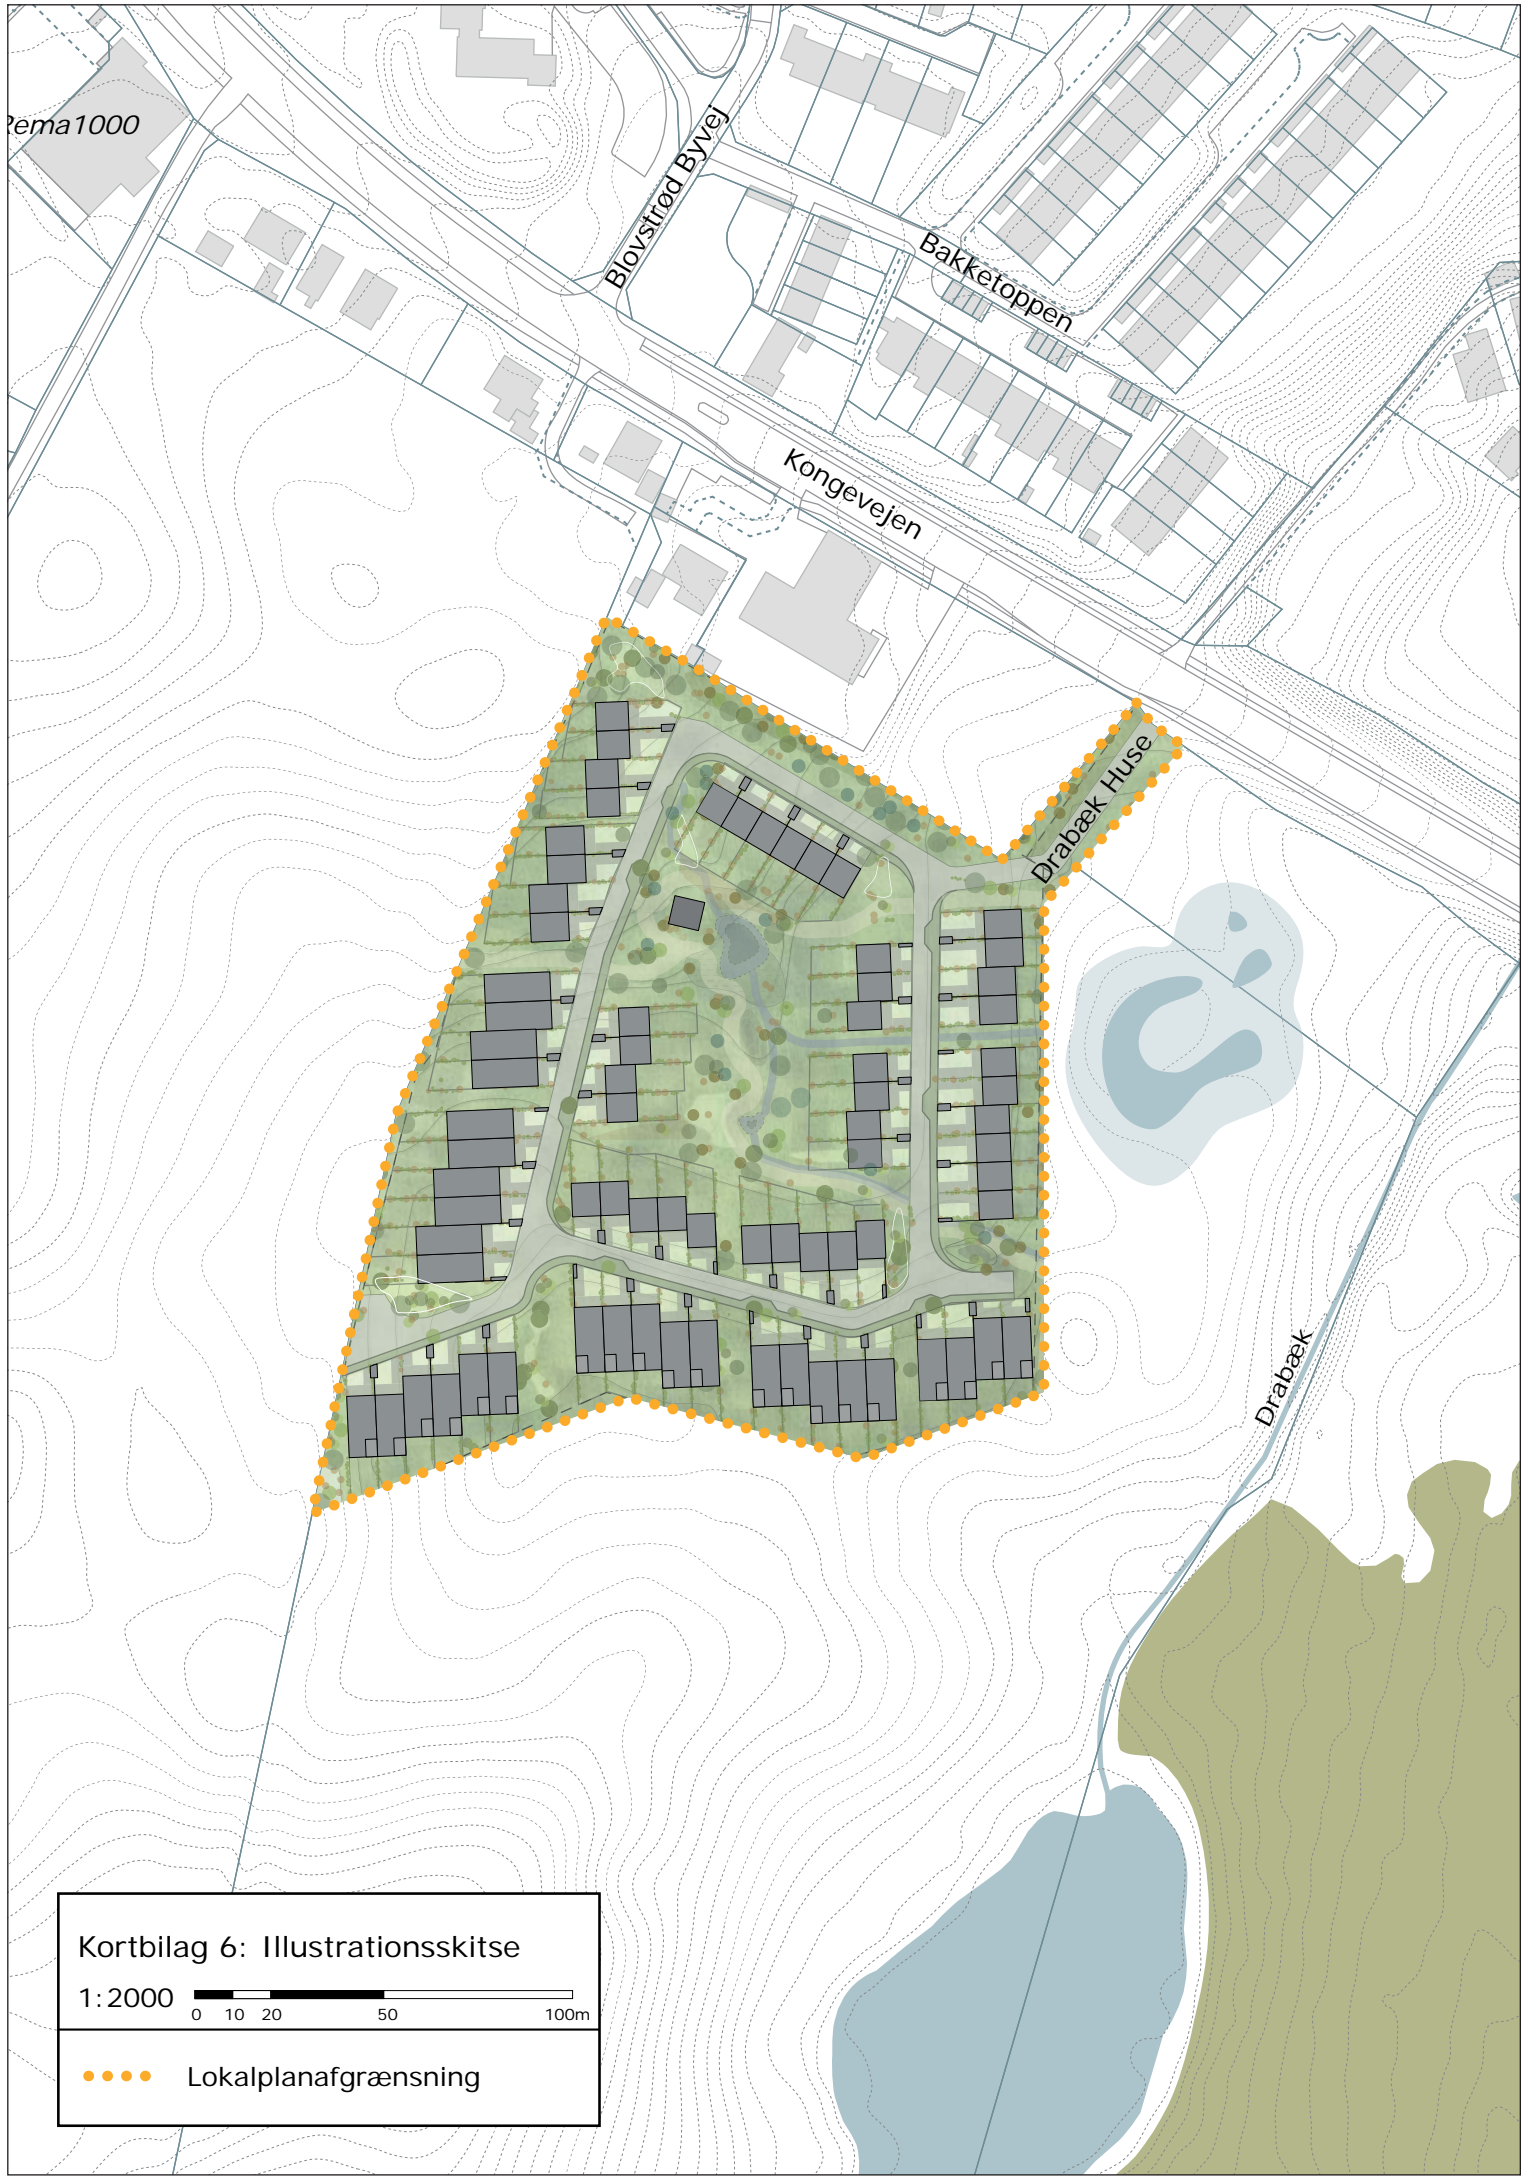 Rema1000
Blovstrød Byvej
Bakketoppen
Kongevejen
Drabæk Huse
Drabæk
Kortbilag 6: Illustrationsskitse
1:2000
0 10 20 50 100m
Lokalplanafgrænsning